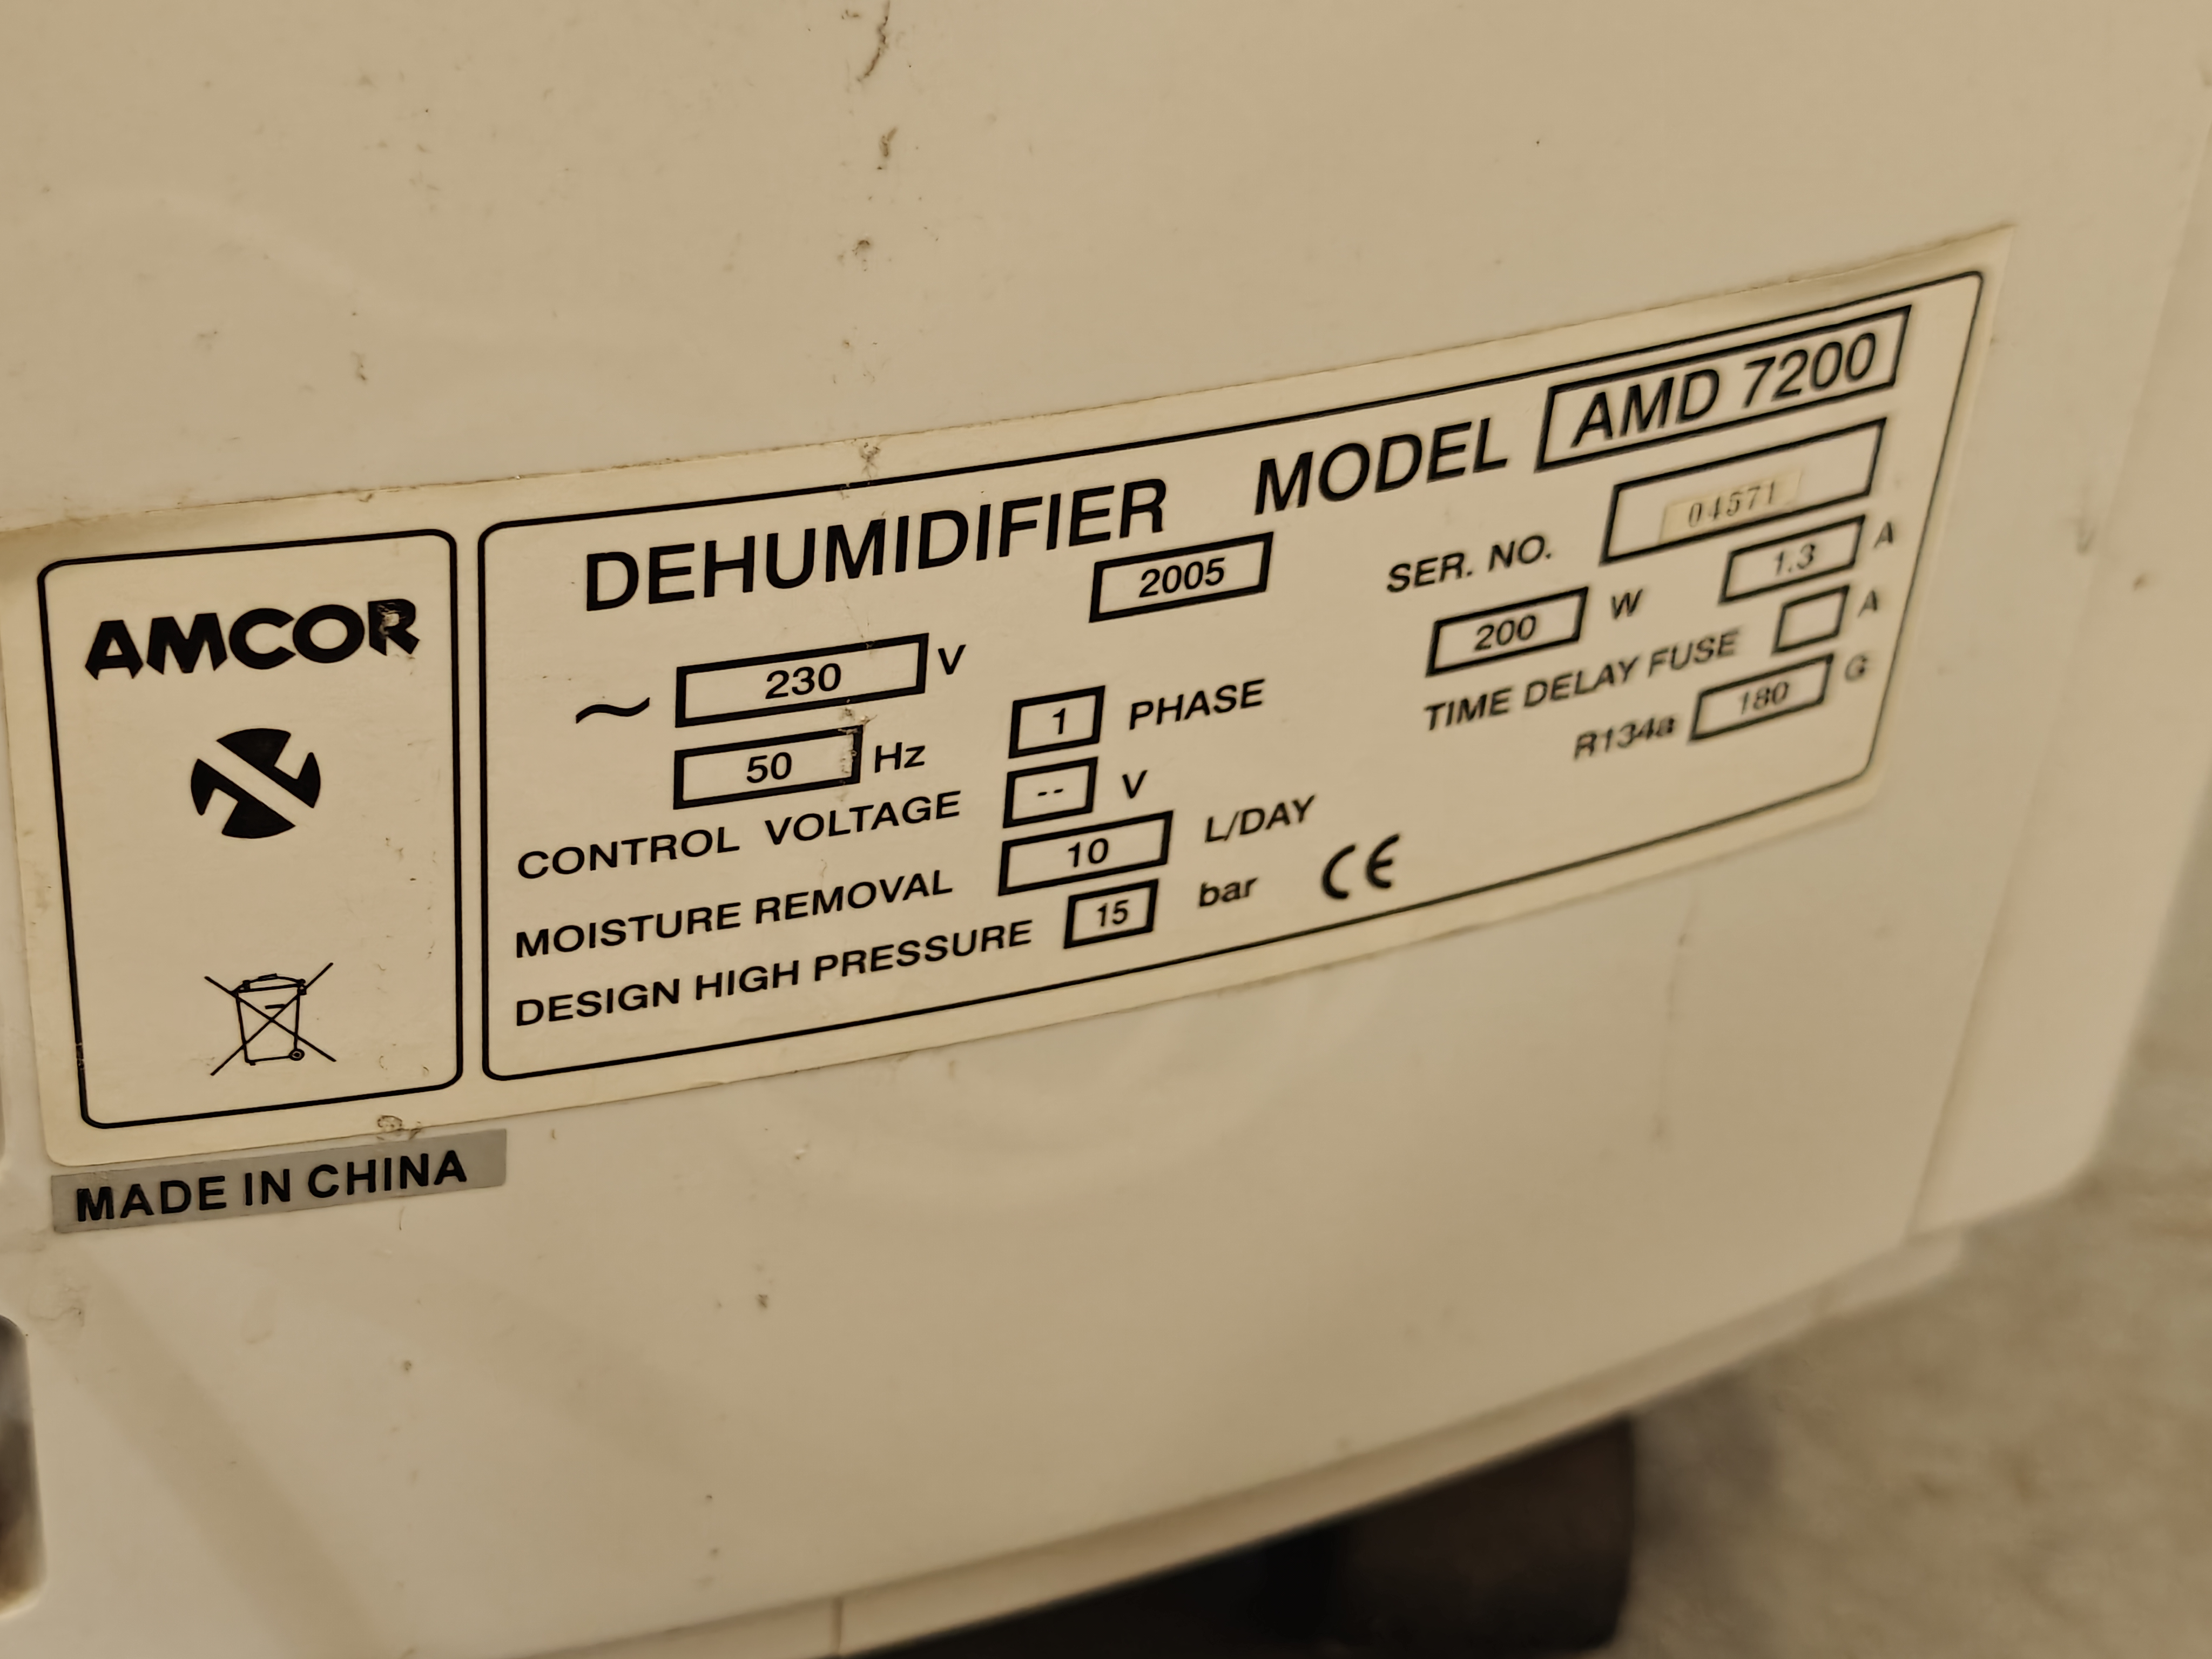 AMCOR
DEHUMIDIFIER MODEL AMD 7200
2005
SER. NO. 04571
~ 230 V
200 W 1.3 A
50 Hz 1 PHASE
TIME DELAY FUSE A
CONTROL VOLTAGE -- V
R134a 180 G
MOISTURE REMOVAL 10 L/DAY
DESIGN HIGH PRESSURE 15 bar CE
MADE IN CHINA